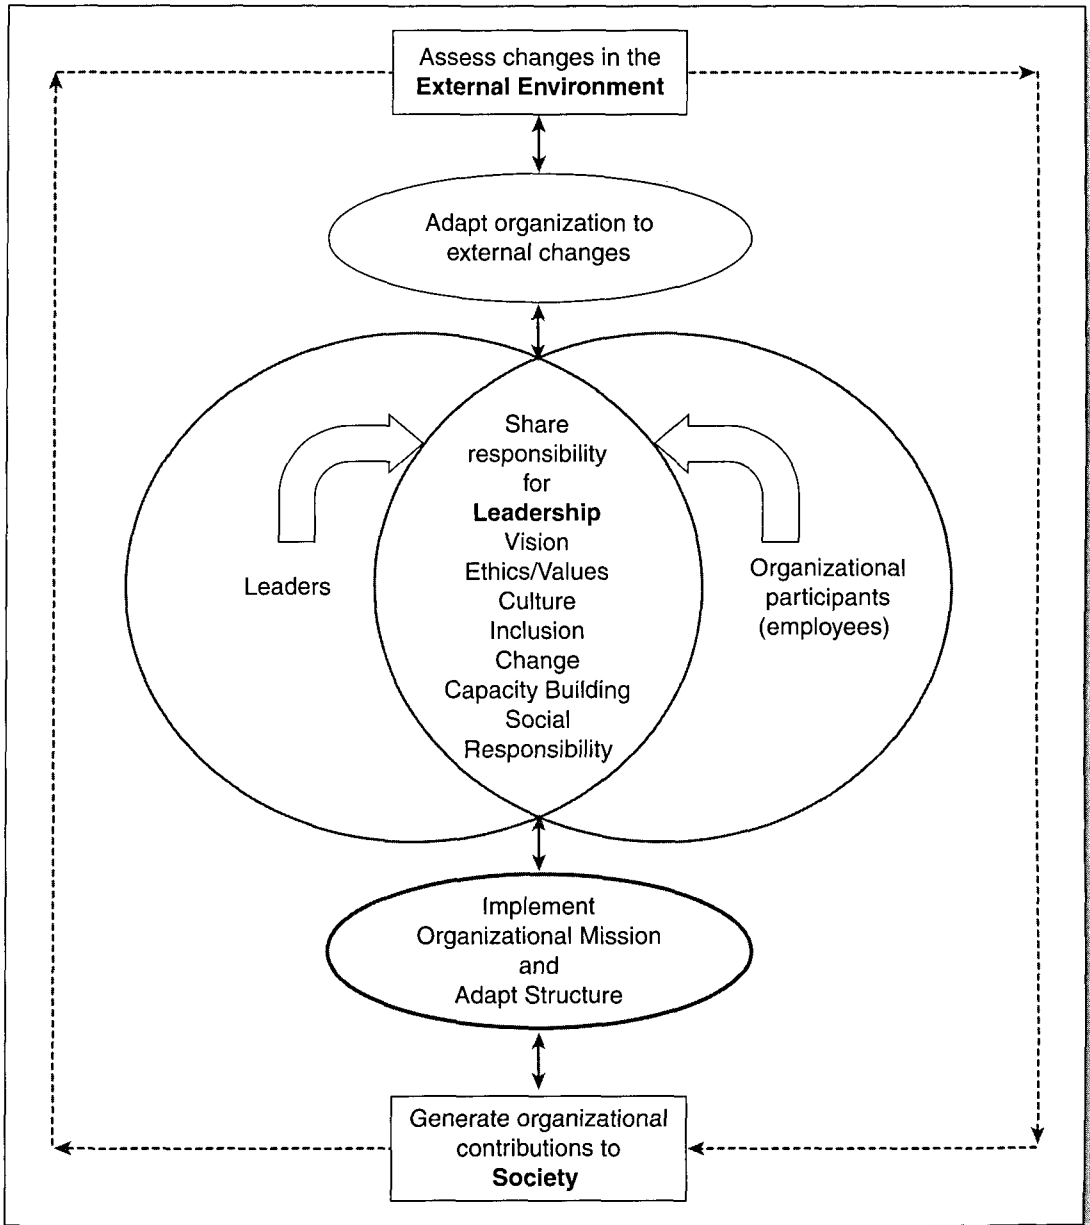 Assess changes in the
External Environment
Adapt organization to
external changes
Share
responsibility
for
Leadership
Vision
Ethics/Values
Culture
Inclusion
Change
Capacity Building
Social
Responsibility
Leaders
Organizational
participants
(employees)
Implement
Organizational Mission
and
Adapt Structure
Generate organizational
contributions to
Society